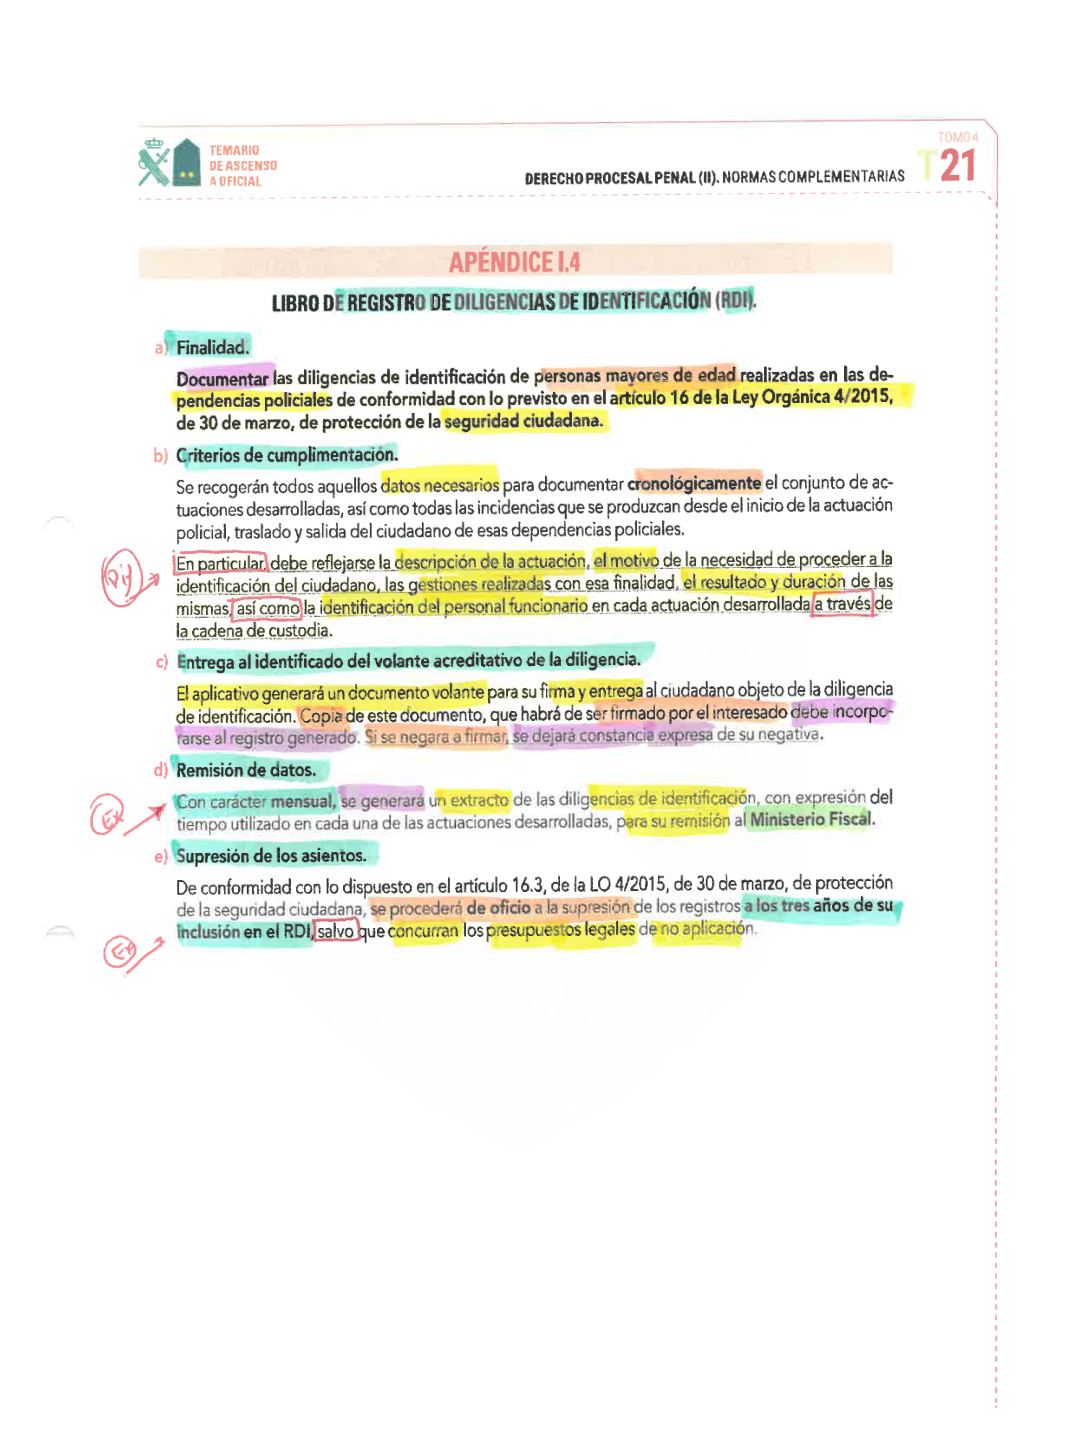 TEMARIO
DE ASCENSO
A OFICIAL
TOMO 4
T21
DERECHO PROCESAL PENAL (II). NORMAS COMPLEMENTARIAS
APÉNDICE I.4
LIBRO DE REGISTRO DE DILIGENCIAS DE IDENTIFICACIÓN (RDI).
a) Finalidad.
Documentar las diligencias de identificación de personas mayores de edad realizadas en las de-
pendencias policiales de conformidad con lo previsto en el artículo 16 de la Ley Orgánica 4/2015,
de 30 de marzo, de protección de la seguridad ciudadana.
b) Criterios de cumplimentación.
Se recogerán todos aquellos datos necesarios para documentar cronológicamente el conjunto de ac-
tuaciones desarrolladas, así como todas las incidencias que se produzcan desde el inicio de la actuación
policial, traslado y salida del ciudadano de esas dependencias policiales.
En particular, debe reflejarse la descripción de la actuación, el motivo de la necesidad de proceder a la
identificación del ciudadano, las gestiones realizadas con esa finalidad, el resultado y duración de las
mismas, así como la identificación del personal funcionario en cada actuación desarrollada a través de
la cadena de custodia.
c) Entrega al identificado del volante acreditativo de la diligencia.
El aplicativo generará un documento volante para su firma y entrega al ciudadano objeto de la diligencia
de identificación. Copia de este documento, que habrá de ser firmado por el interesado debe incorpo-
rarse al registro generado. Si se negara a firmar, se dejará constancia expresa de su negativa.
d) Remisión de datos.
Ex
Con carácter mensual, se generará un extracto de las diligencias de identificación, con expresión del
tiempo utilizado en cada una de las actuaciones desarrolladas, para su remisión al Ministerio Fiscal.
e) Supresión de los asientos.
De conformidad con lo dispuesto en el artículo 16.3, de la LO 4/2015, de 30 de marzo, de protección
de la seguridad ciudadana, se procederá de oficio a la supresión de los registros a los tres años de su
inclusión en el RDI, salvo que concurran los presupuestos legales de no aplicación.
Ex